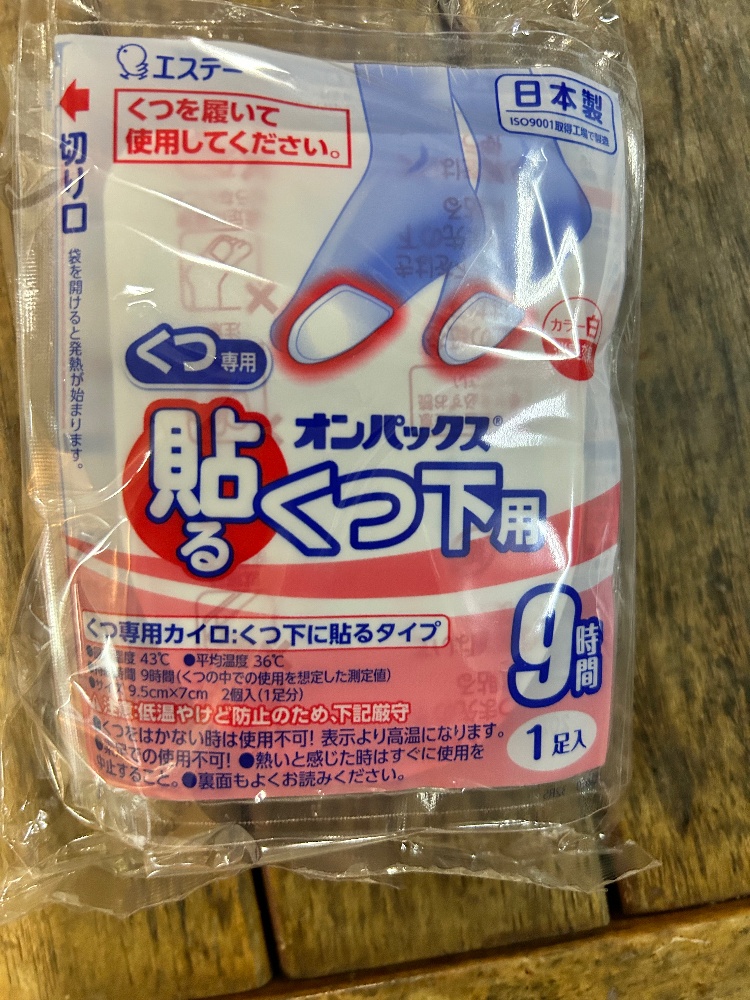 エステー
くつを履いて
使用してください。
日本製
ISO9001取得工場で製造
切り口
袋を開けると発熱が始まります。
カラー白
くつ専用
オンパックス®
貼る
くつ下用
9時間
1足入
くつ専用カイロ:くつ下に貼るタイプ
温度 43℃ ●平均温度 36℃
時間 9時間(くつの中での使用を想定した測定値)
サイズ 9.5cm×7cm 2個入(1足分)
低温やけど防止のため、下記厳守
●くつをはかない時は使用不可! 表示より高温になります。
での使用不可! ●熱いと感じた時はすぐに使用を
中止すること。●裏面もよくお読みください。